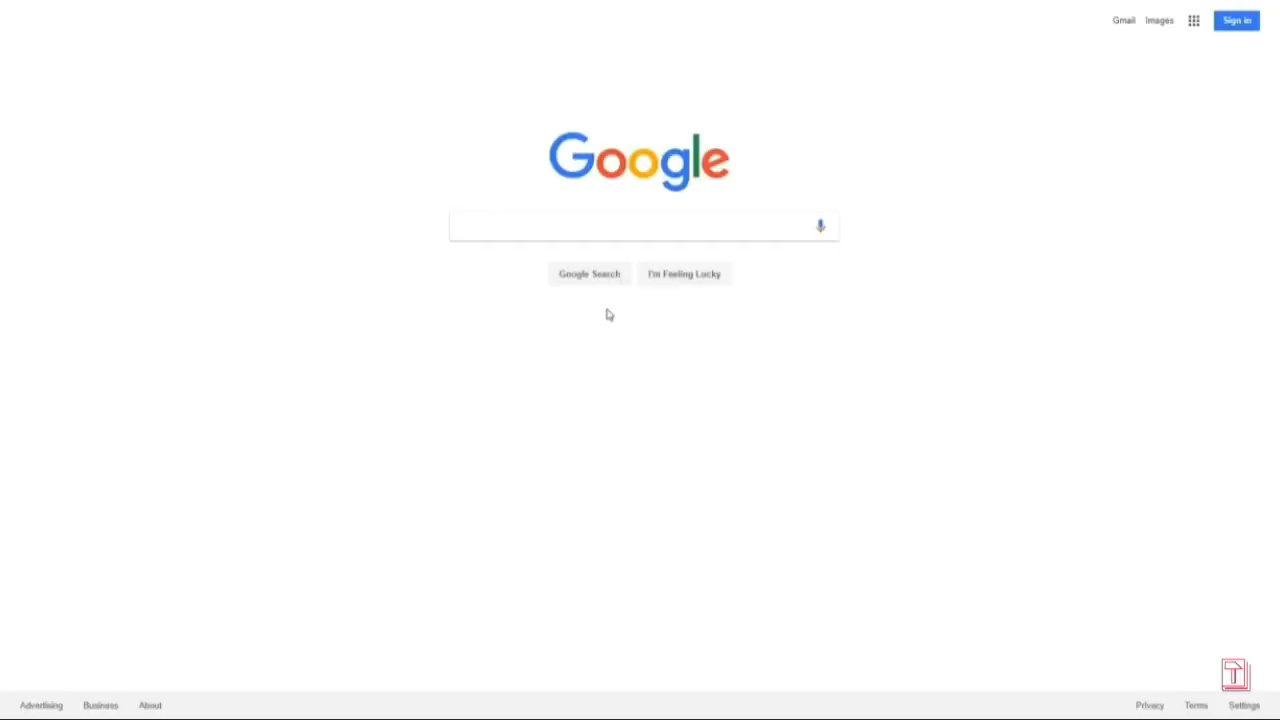 Gmail Images Sign in
Google
Google Search I'm Feeling Lucky
T
Advertising Business About Privacy Terms Settings